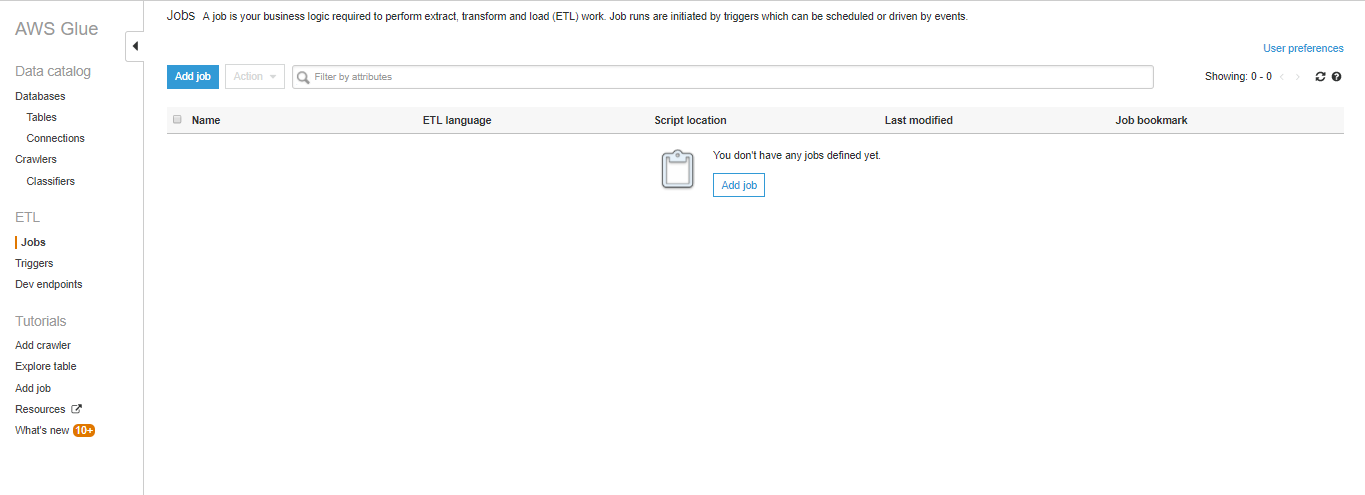 AWS Glue
Data catalog
Databases
Tables
Connections
Crawlers
Classifiers
ETL
Jobs
Triggers
Dev endpoints
Tutorials
Add crawler
Explore table
Add job
Resources
What's new 10+
Jobs A job is your business logic required to perform extract, transform and load (ETL) work. Job runs are initiated by triggers which can be scheduled or driven by events.
User preferences
Add job Action Filter by attributes Showing: 0 - 0
Name ETL language Script location Last modified Job bookmark
You don't have any jobs defined yet.
Add job